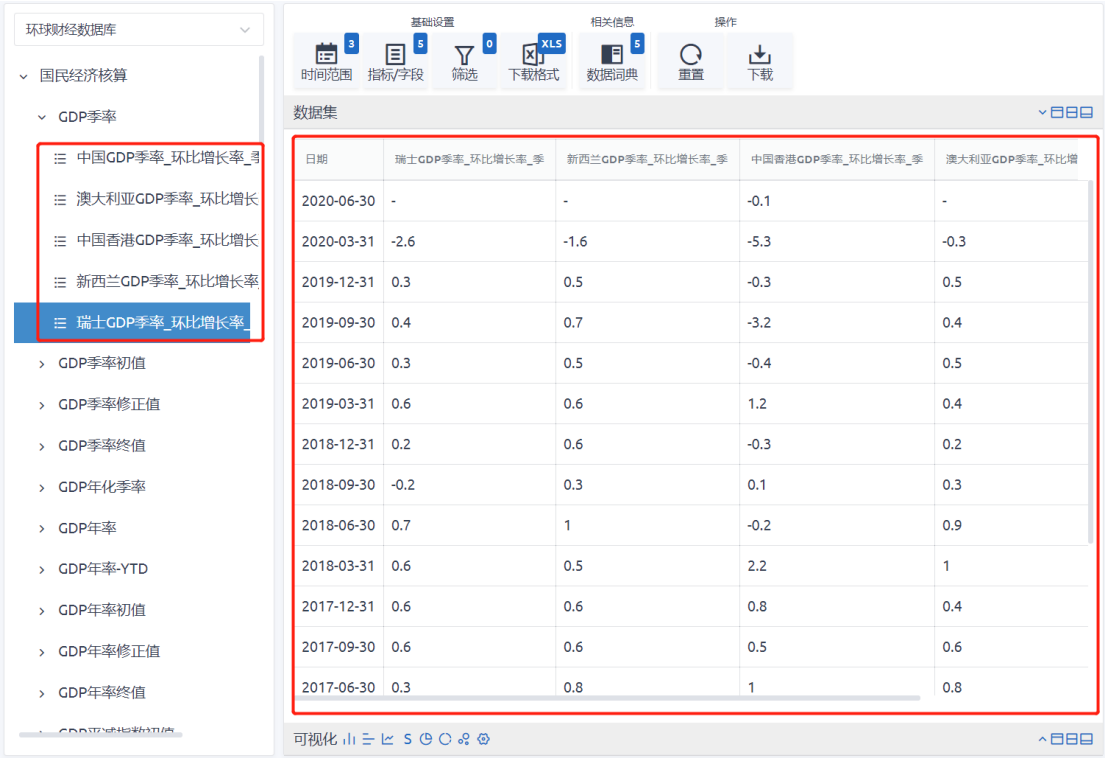 环球财经数据库
国民经济核算
GDP季率
中国GDP季率_环比增长率_季
澳大利亚GDP季率_环比增长
中国香港GDP季率_环比增长
新西兰GDP季率_环比增长率_
瑞士GDP季率_环比增长率_
GDP季率初值
GDP季率修正值
GDP季率终值
GDP年化季率
GDP年率
GDP年率-YTD
GDP年率初值
GDP年率修正值
GDP年率终值
GDP平减指数初值
基础设置 相关信息 操作
3 5 0 XLS 5
时间范围 指标/字段 筛选 下载格式 数据词典 重置 下载
数据集
日期 瑞士GDP季率_环比增长率_季 新西兰GDP季率_环比增长率_季 中国香港GDP季率_环比增长率_季 澳大利亚GDP季率_环比增
2020-06-30 - - -0.1 -
2020-03-31 -2.6 -1.6 -5.3 -0.3
2019-12-31 0.3 0.5 -0.3 0.5
2019-09-30 0.4 0.7 -3.2 0.4
2019-06-30 0.3 0.5 -0.4 0.5
2019-03-31 0.6 0.6 1.2 0.4
2018-12-31 0.2 0.6 -0.3 0.2
2018-09-30 -0.2 0.3 0.1 0.3
2018-06-30 0.7 1 -0.2 0.9
2018-03-31 0.6 0.5 2.2 1
2017-12-31 0.6 0.6 0.8 0.4
2017-09-30 0.6 0.6 0.5 0.6
2017-06-30 0.3 0.8 1 0.8
可视化